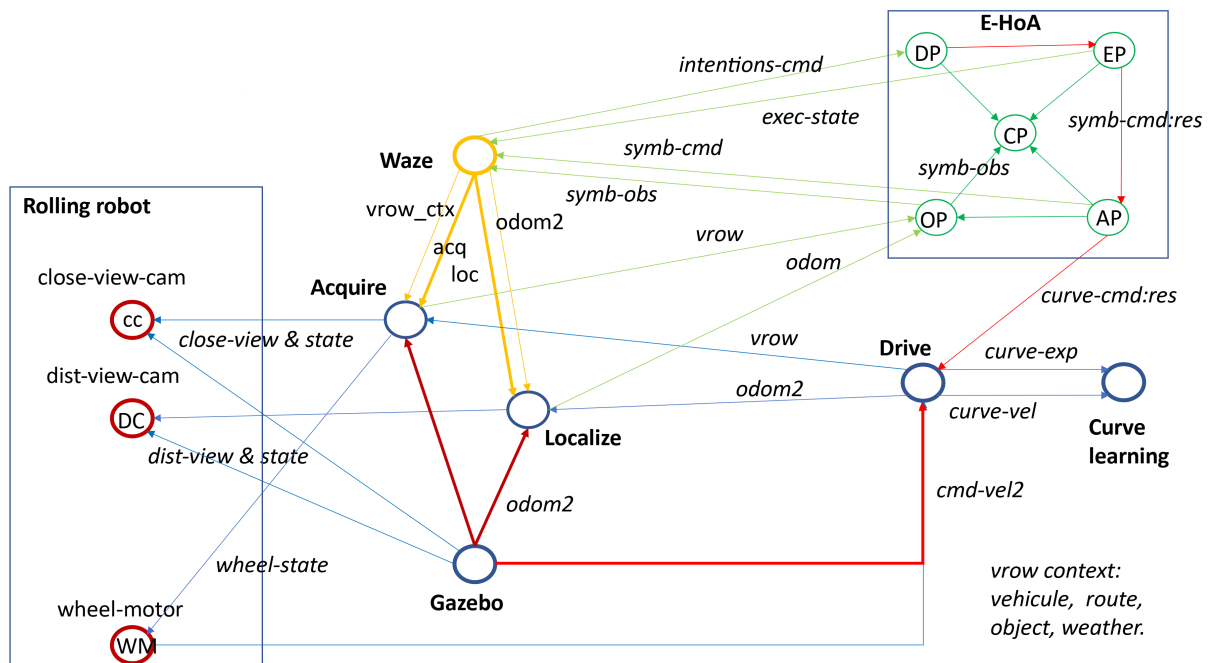 E-HoA
DP
EP
intentions-cmd
exec-state
symb-cmd:res
CP
Waze
symb-cmd
symb-obs
symb-obs
Rolling robot
vrow_ctx
odom2
OP
AP
vrow
acq
odom
loc
close-view-cam
Acquire
curve-cmd:res
cc
close-view & state
vrow
Drive
curve-exp
dist-view-cam
odom2
curve-vel
DC
Localize
Curve
learning
dist-view & state
cmd-vel2
odom2
wheel-state
Gazebo
vrow context:
vehicule, route,
object, weather.
wheel-motor
WM